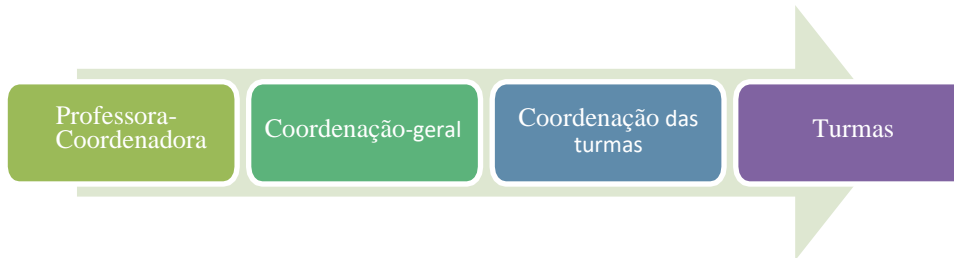 Professora-
Coordenadora
Coordenação-geral
Coordenação das
turmas
Turmas